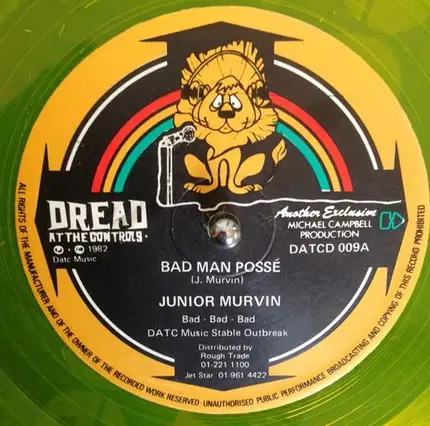 DREAD
AT THE CONTROLS
℗ © 1982
Datc Music
Another Exclusive
MICHAEL CAMPBELL
PRODUCTION
DATCD 009A
BAD MAN POSSÉ
(J. Murvin)
JUNIOR MURVIN
Bad - Bad - Bad
DATC Music Stable Outbreak
Distributed by
Rough Trade
01-221 1100
Jet Star 01 961 4422
ALL RIGHTS OF THE MANUFACTURER AND OF THE OWNER OF THE RECORDED WORK RESERVED UNAUTHORISED PUBLIC PERFORMANCE BROADCASTING AND COPYING OF THIS RECORD PROHIBITED